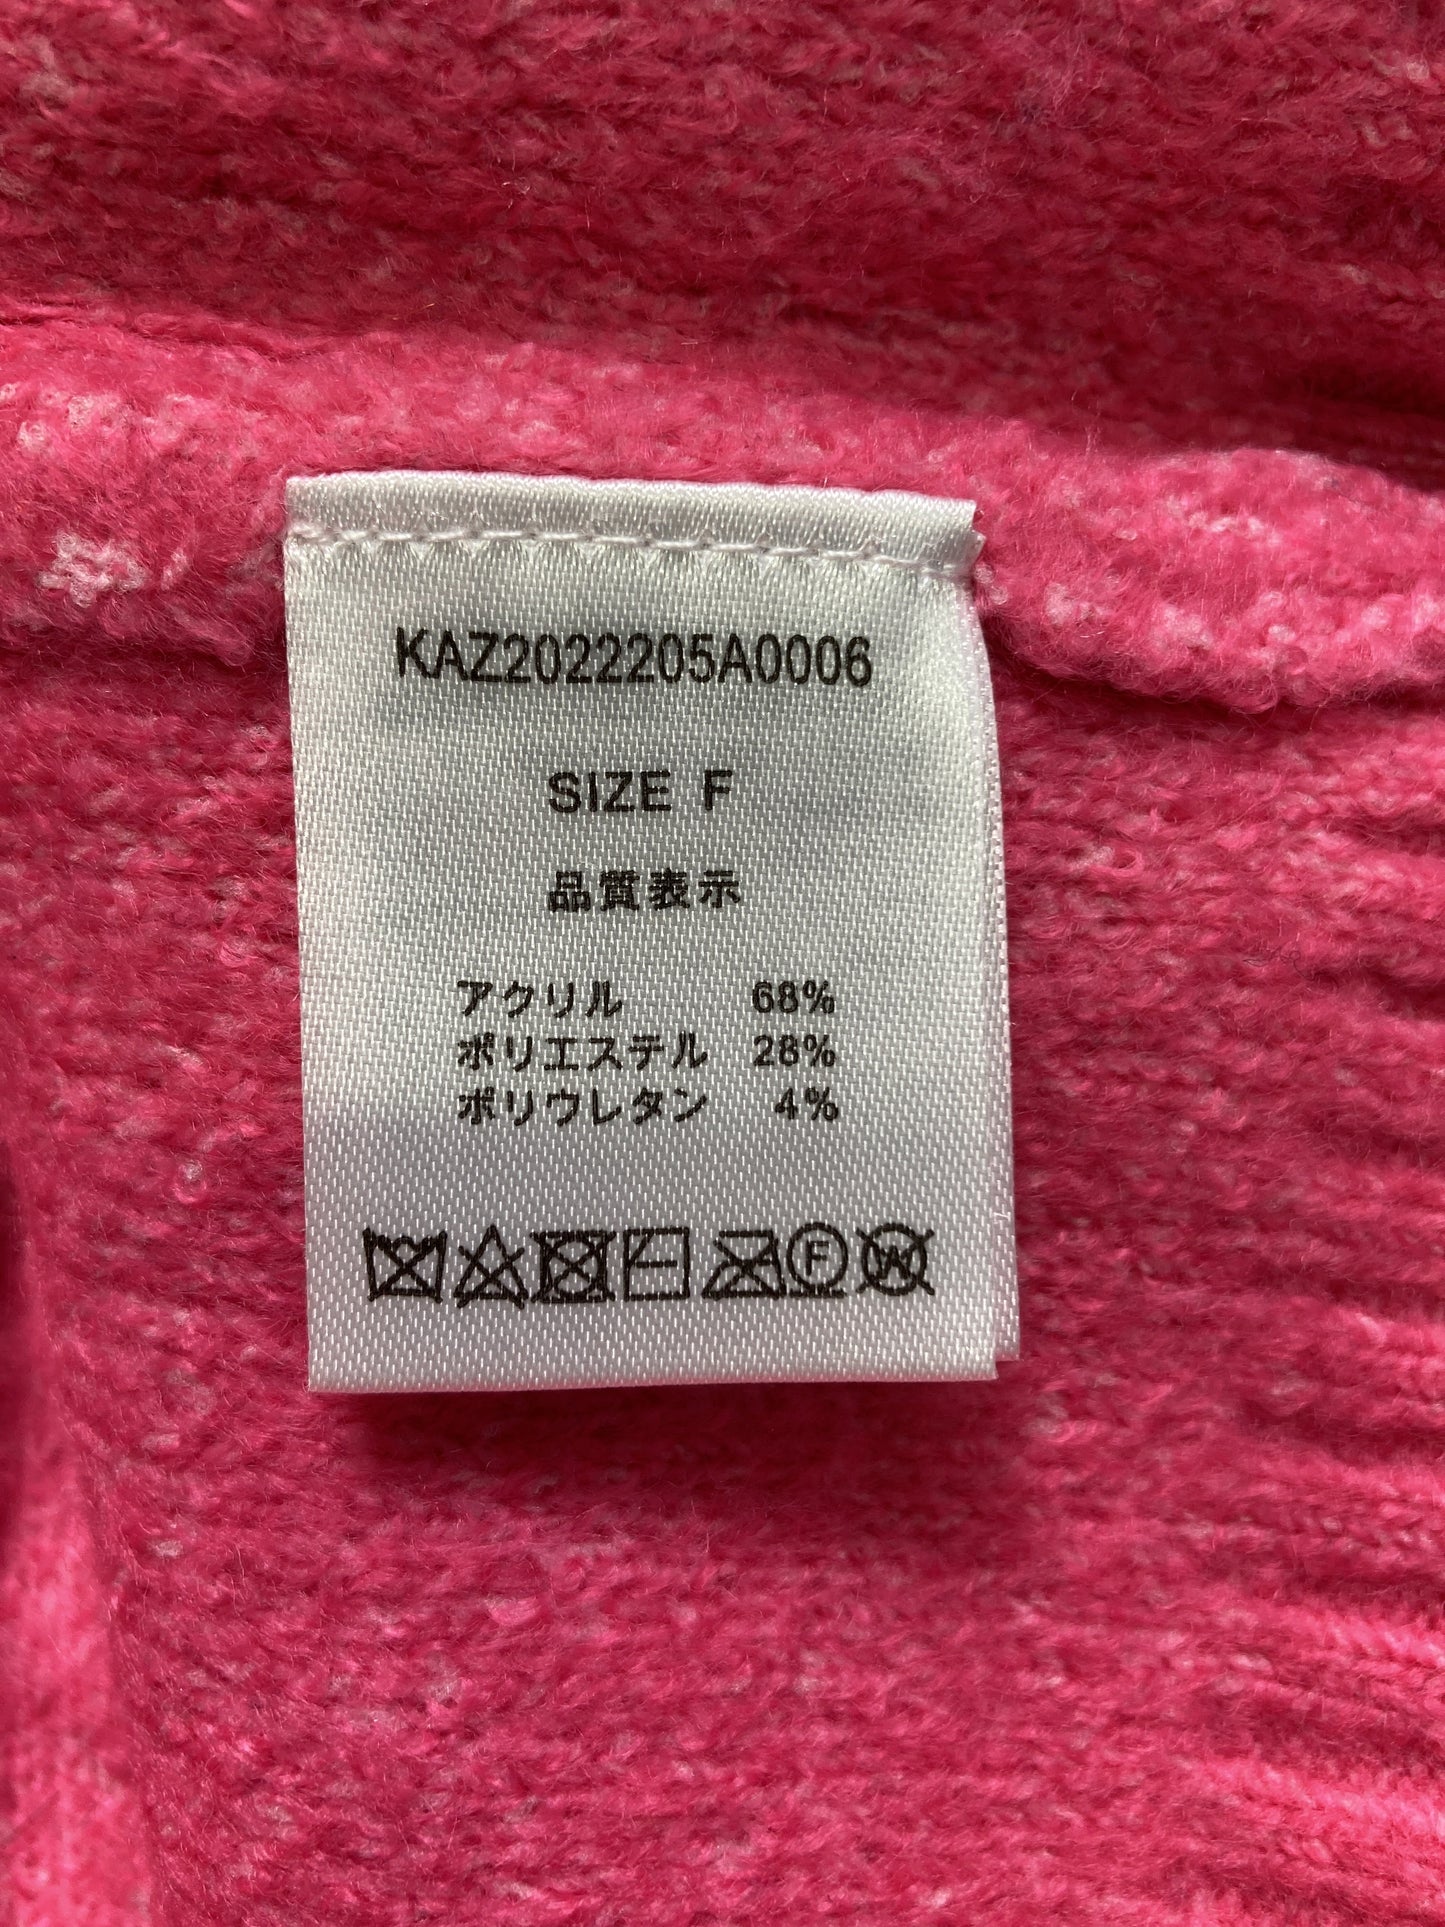 KAZ2022205A0006
SIZE F
品質表示
アクリル 68%
ポリエステル 28%
ポリウレタン 4%
F W